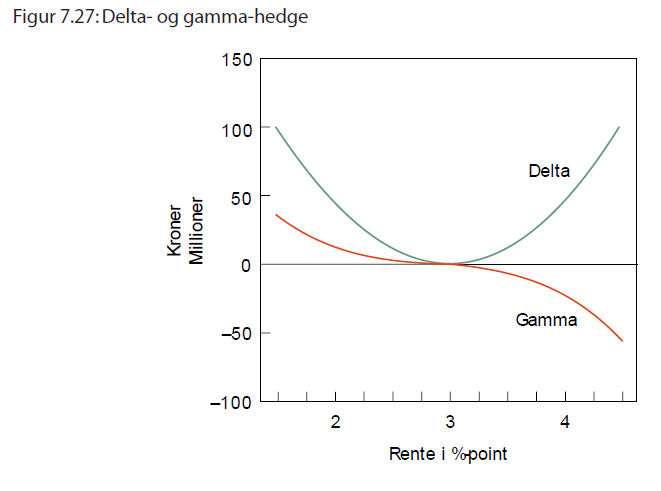 Figur 7.27: Delta- og gamma-hedge
150
100
50
0
–50
–100
Kroner
Millioner
Delta
Gamma
2
3
4
Rente i %-point